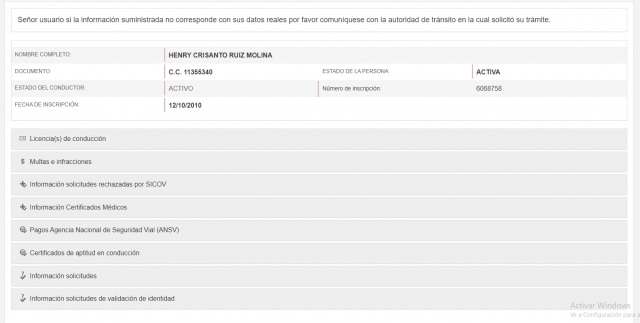 Señor usuario si la información suministrada no corresponde con sus datos reales por favor comuníquese con la autoridad de tránsito en la cual solicitó su trámite.
NOMBRE COMPLETO: HENRY CRISANTO RUIZ MOLINA
DOCUMENTO: C.C. 11355340 ESTADO DE LA PERSONA: ACTIVA
ESTADO DEL CONDUCTOR: ACTIVO Número de inscripción: 6068758
FECHA DE INSCRIPCIÓN: 12/10/2010
Licencia(s) de conducción
Multas e infracciones
Información solicitudes rechazadas por SICOV
Información Certificados Médicos
Pagos Agencia Nacional de Seguridad Vial (ANSV)
Certificados de aptitud en conducción
Información solicitudes
Información solicitudes de validación de identidad
Activar Windows
Ve a Configuración para a